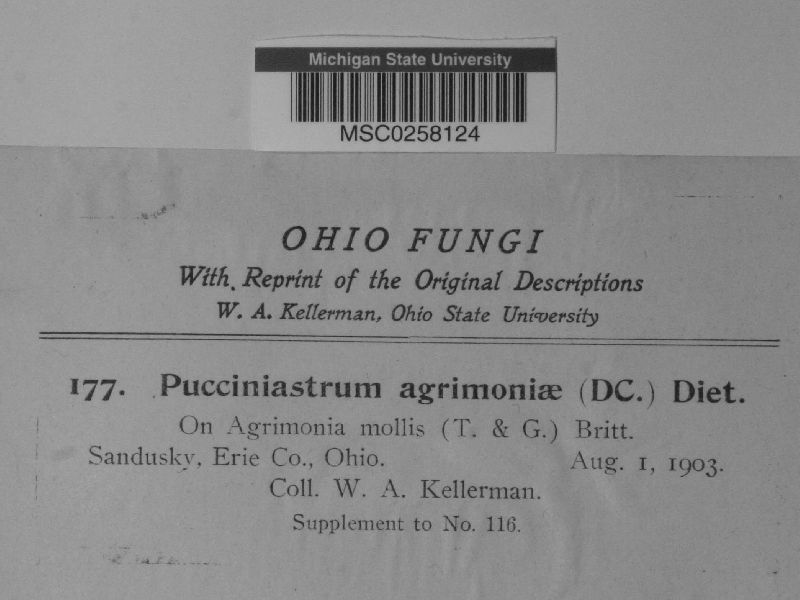 Michigan State University
MSC0258124
OHIO FUNGI
With Reprint of the Original Descriptions
W. A. Kellerman, Ohio State University
177. Pucciniastrum agrimoniæ (DC.) Diet.
On Agrimonia mollis (T. & G.) Britt.
Sandusky, Erie Co., Ohio. Aug. 1, 1903.
Coll. W. A. Kellerman.
Supplement to No. 116.